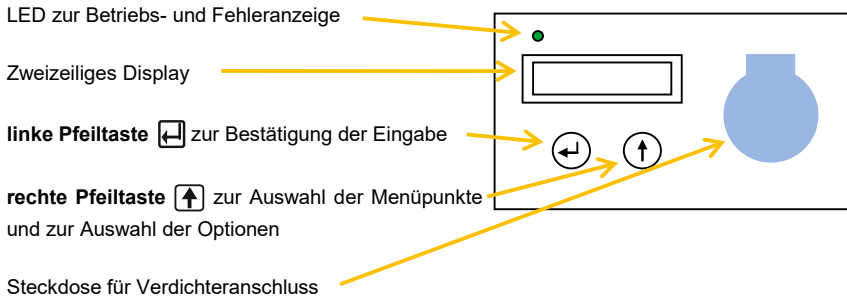 LED zur Betriebs- und Fehleranzeige
Zweizeiliges Display
linke Pfeiltaste zur Bestätigung der Eingabe
rechte Pfeiltaste zur Auswahl der Menüpunkte
und zur Auswahl der Optionen
Steckdose für Verdichteranschluss